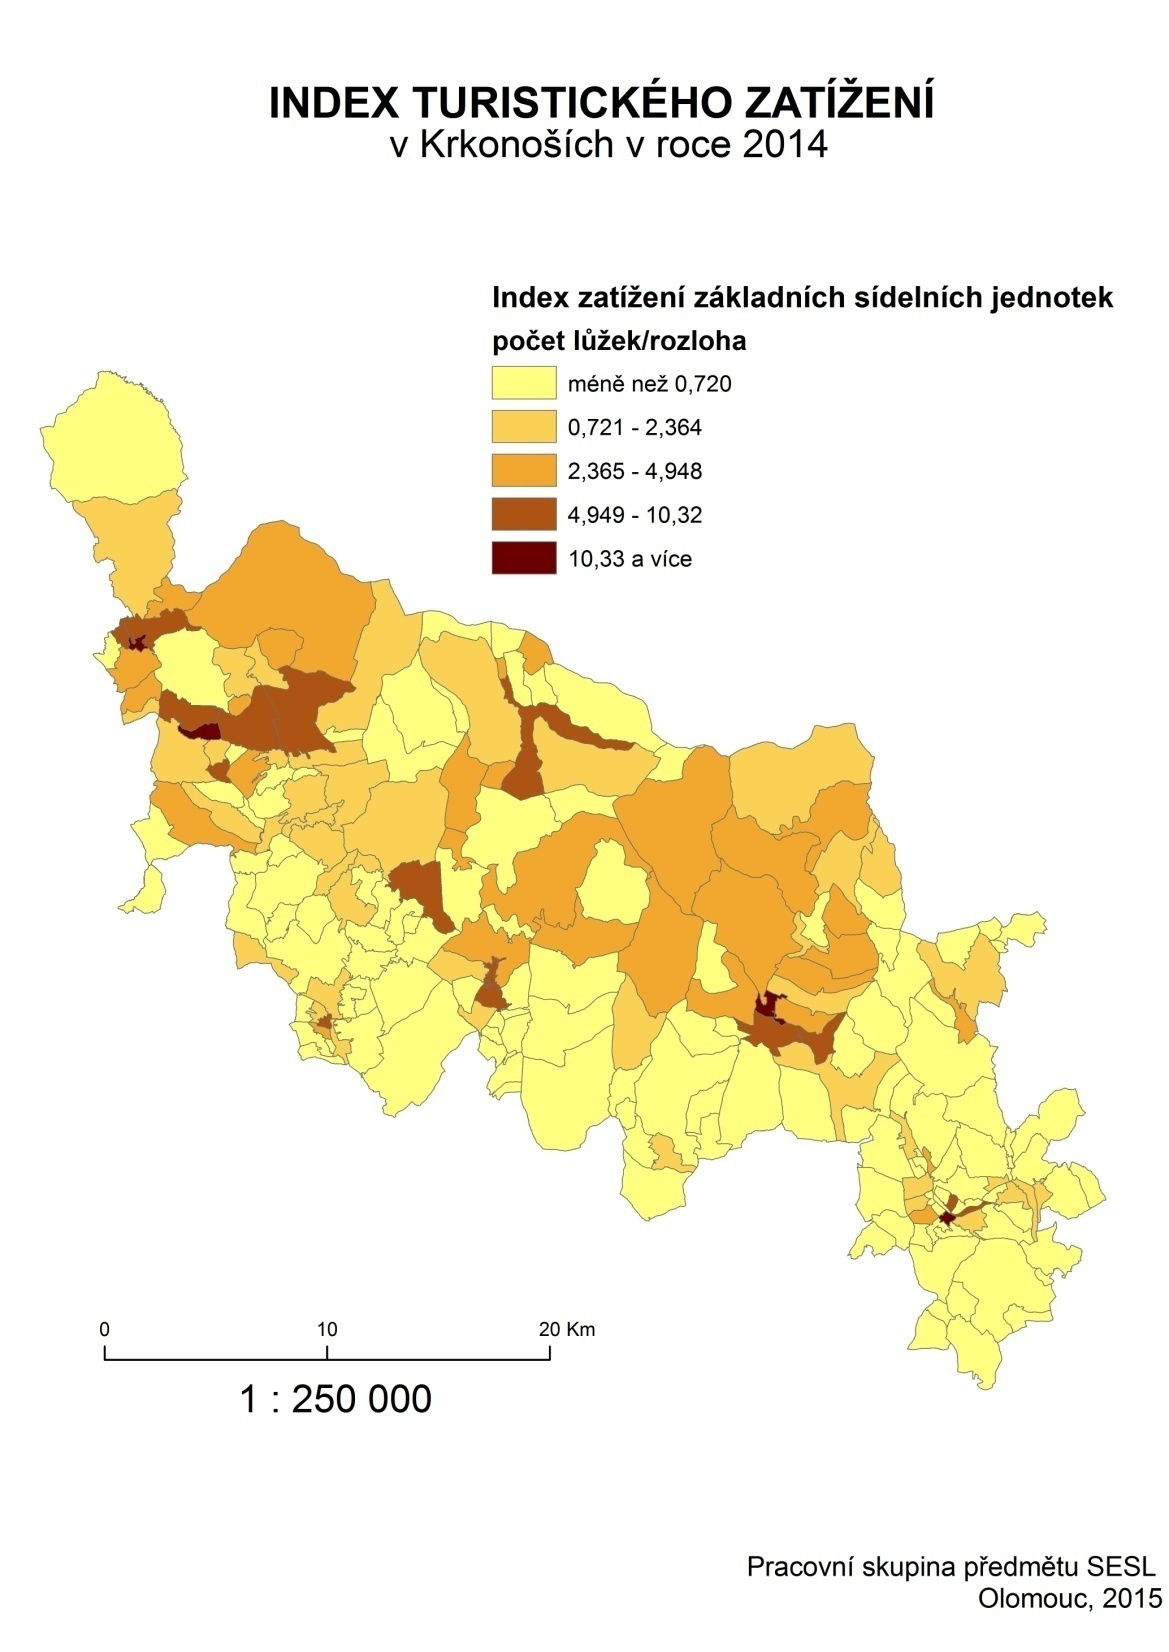 INDEX TURISTICKÉHO ZATÍŽENÍ
v Krkonoších v roce 2014
Index zatížení základních sídelních jednotek
počet lůžek/rozloha
méně než 0,720
0,721 - 2,364
2,365 - 4,948
4,949 - 10,32
10,33 a více
0 10 20 Km
1 : 250 000
Pracovní skupina předmětu SESL
Olomouc, 2015